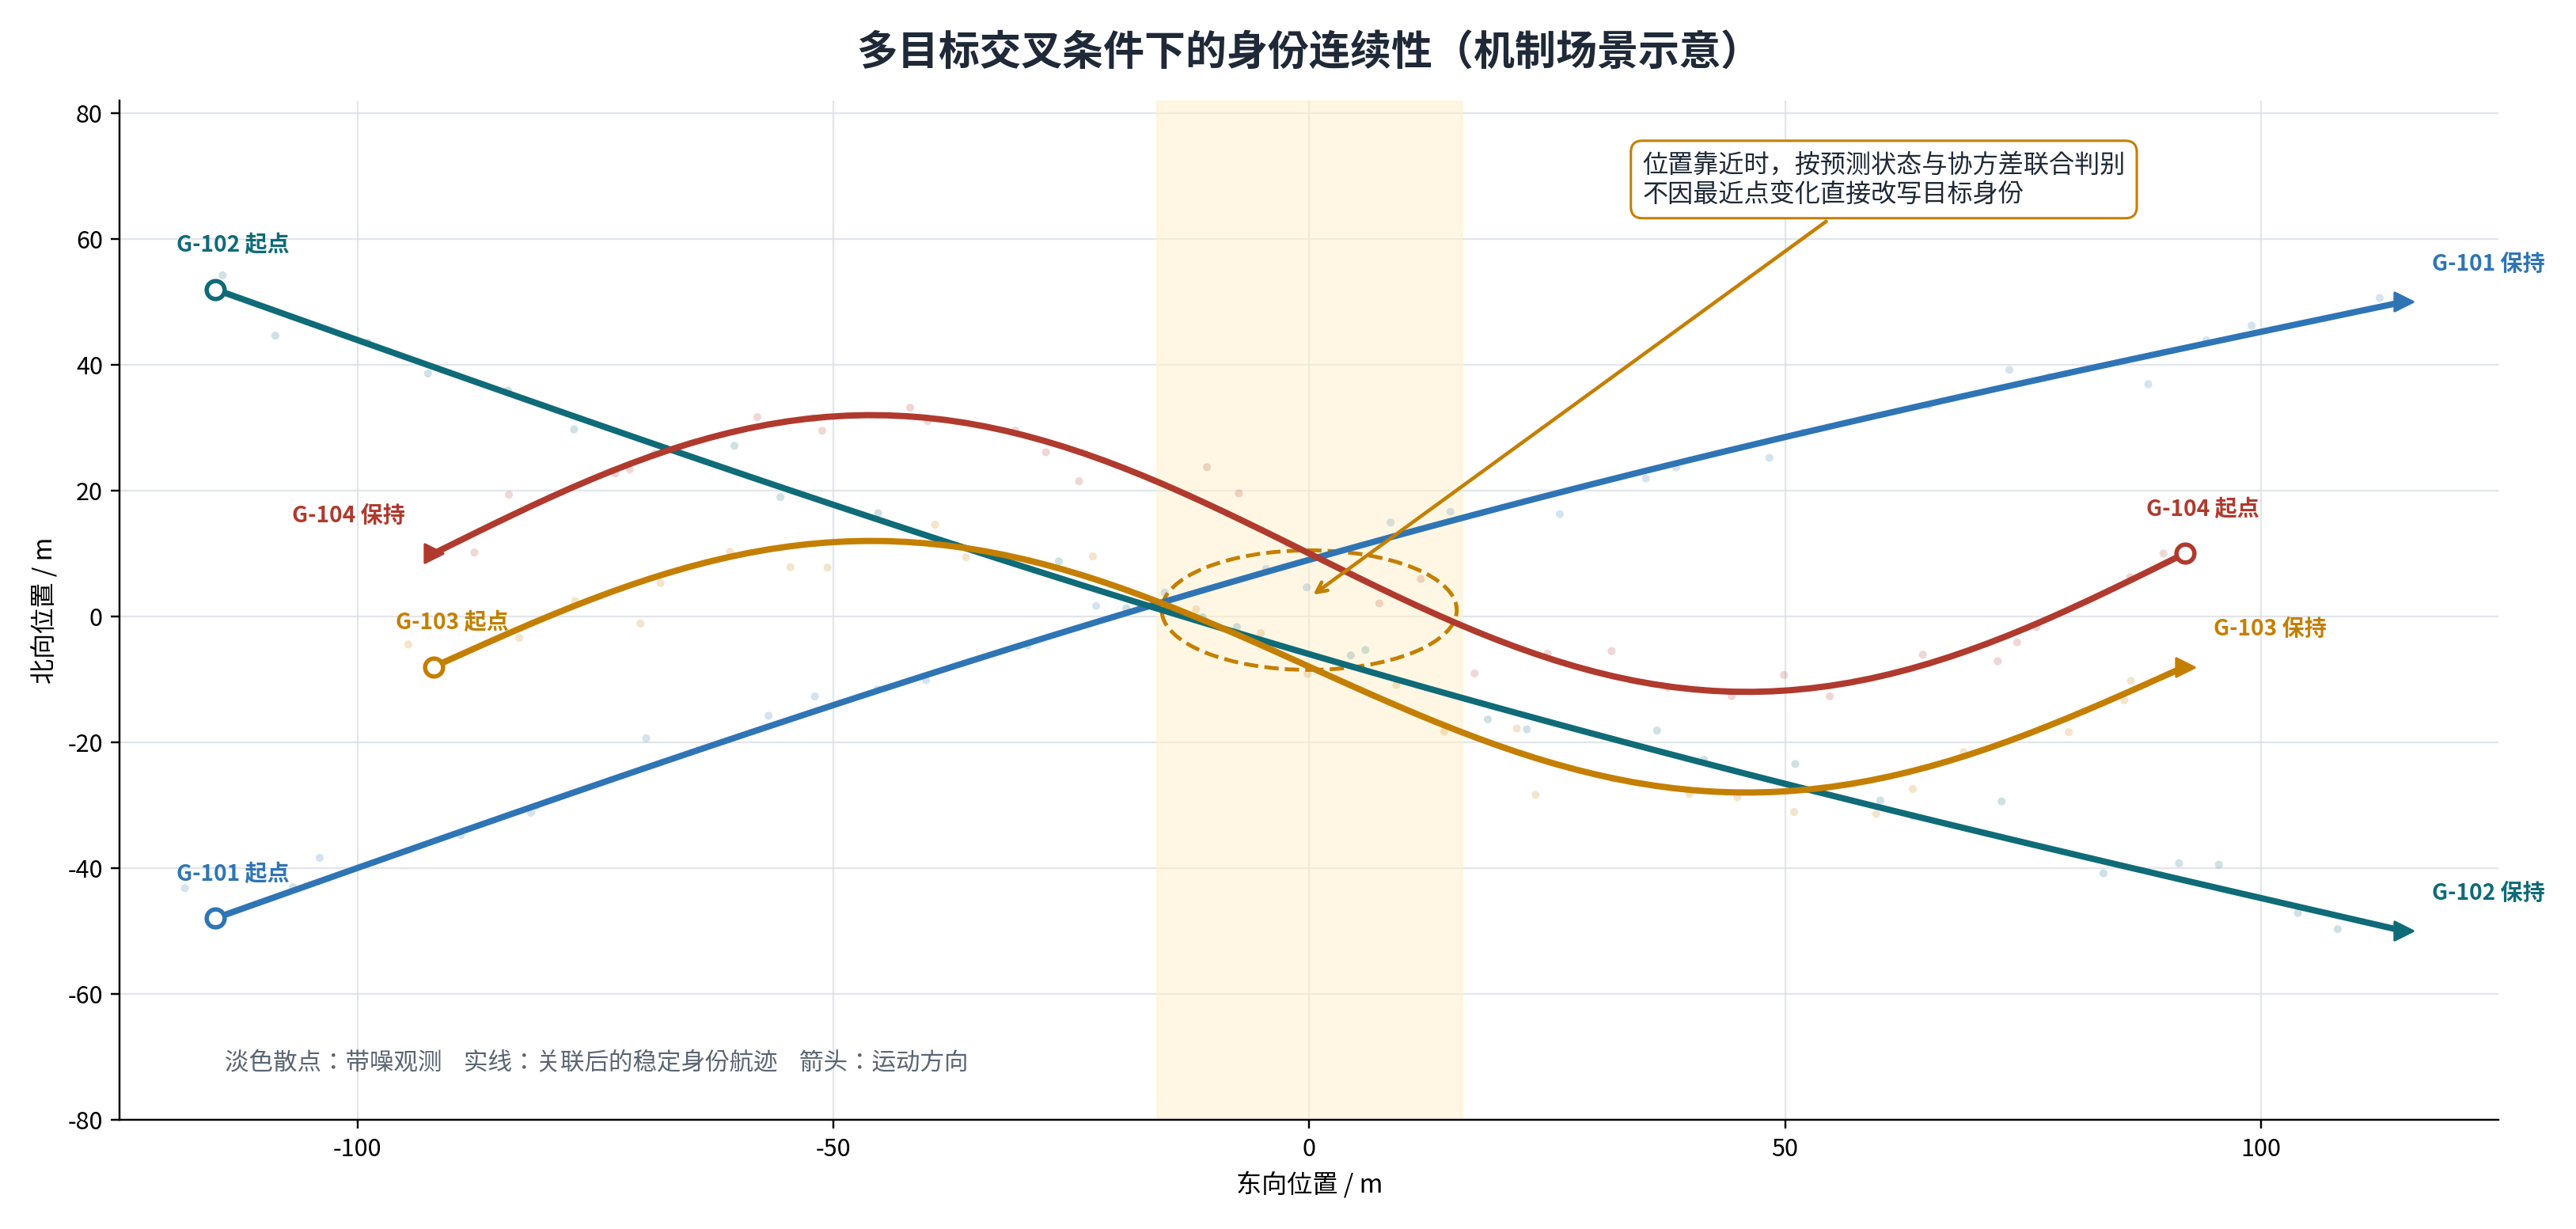 多目标交叉条件下的身份连续性（机制场景示意）
80
60
40
20
0
-20
-40
-60
-80
北向位置 / m
位置靠近时，按预测状态与协方差联合判别
不因最近点变化直接改写目标身份
G-102 起点
G-101 保持
G-104 保持
G-104 起点
G-103 起点
G-103 保持
G-101 起点
G-102 保持
淡色散点：带噪观测 实线：关联后的稳定身份航迹 箭头：运动方向
-100
-50
0
50
100
东向位置 / m